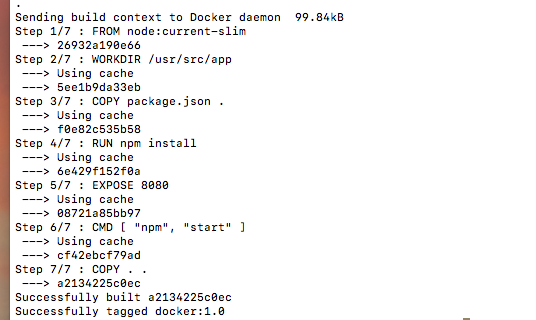 .
Sending build context to Docker daemon  99.84kB
Step 1/7 : FROM node:current-slim
 ---> 26932a190e66
Step 2/7 : WORKDIR /usr/src/app
 ---> Using cache
 ---> 5ee1b9da33eb
Step 3/7 : COPY package.json .
 ---> Using cache
 ---> f0e82c535b58
Step 4/7 : RUN npm install
 ---> Using cache
 ---> 6e429f152f0a
Step 5/7 : EXPOSE 8080
 ---> Using cache
 ---> 08721a85bb97
Step 6/7 : CMD [ "npm", "start" ]
 ---> Using cache
 ---> cf42ebcf79ad
Step 7/7 : COPY . .
 ---> a2134225c0ec
Successfully built a2134225c0ec
Successfully tagged docker:1.0